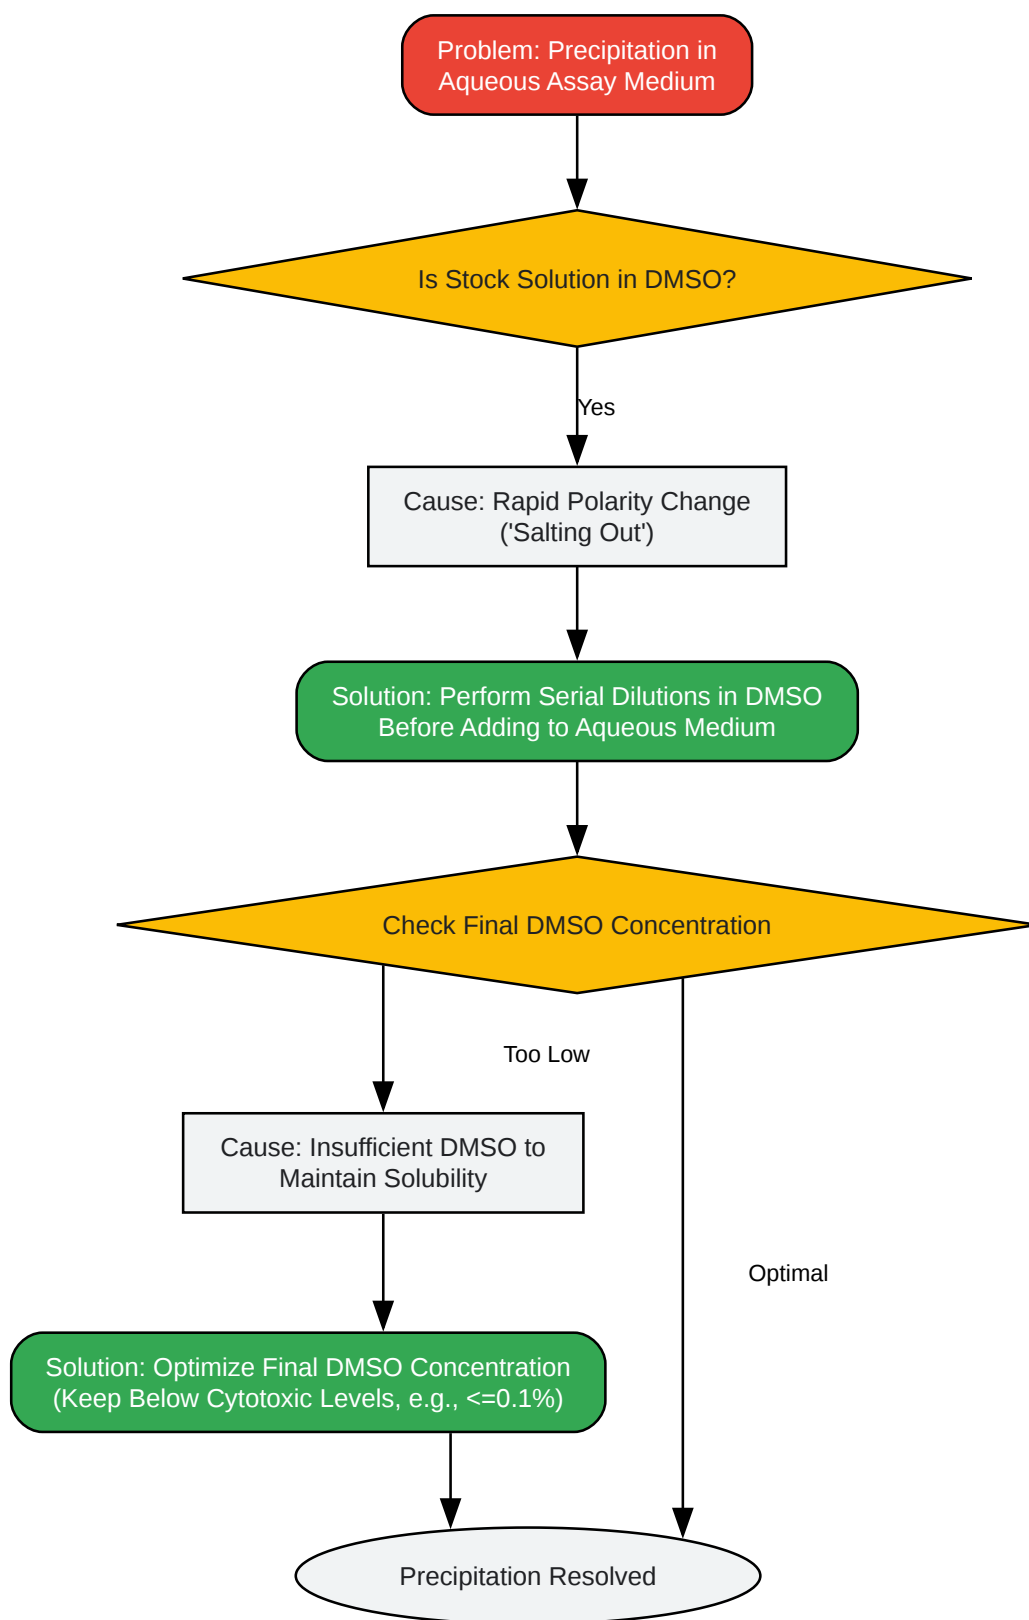 Problem: Precipitation in
Aqueous Assay Medium
Is Stock Solution in DMSO?
Yes
Cause: Rapid Polarity Change
('Salting Out')
Solution: Perform Serial Dilutions in DMSO
Before Adding to Aqueous Medium
Check Final DMSO Concentration
Too Low
Cause: Insufficient DMSO to
Maintain Solubility
Optimal
Solution: Optimize Final DMSO Concentration
(Keep Below Cytotoxic Levels, e.g., <=0.1%)
Precipitation Resolved